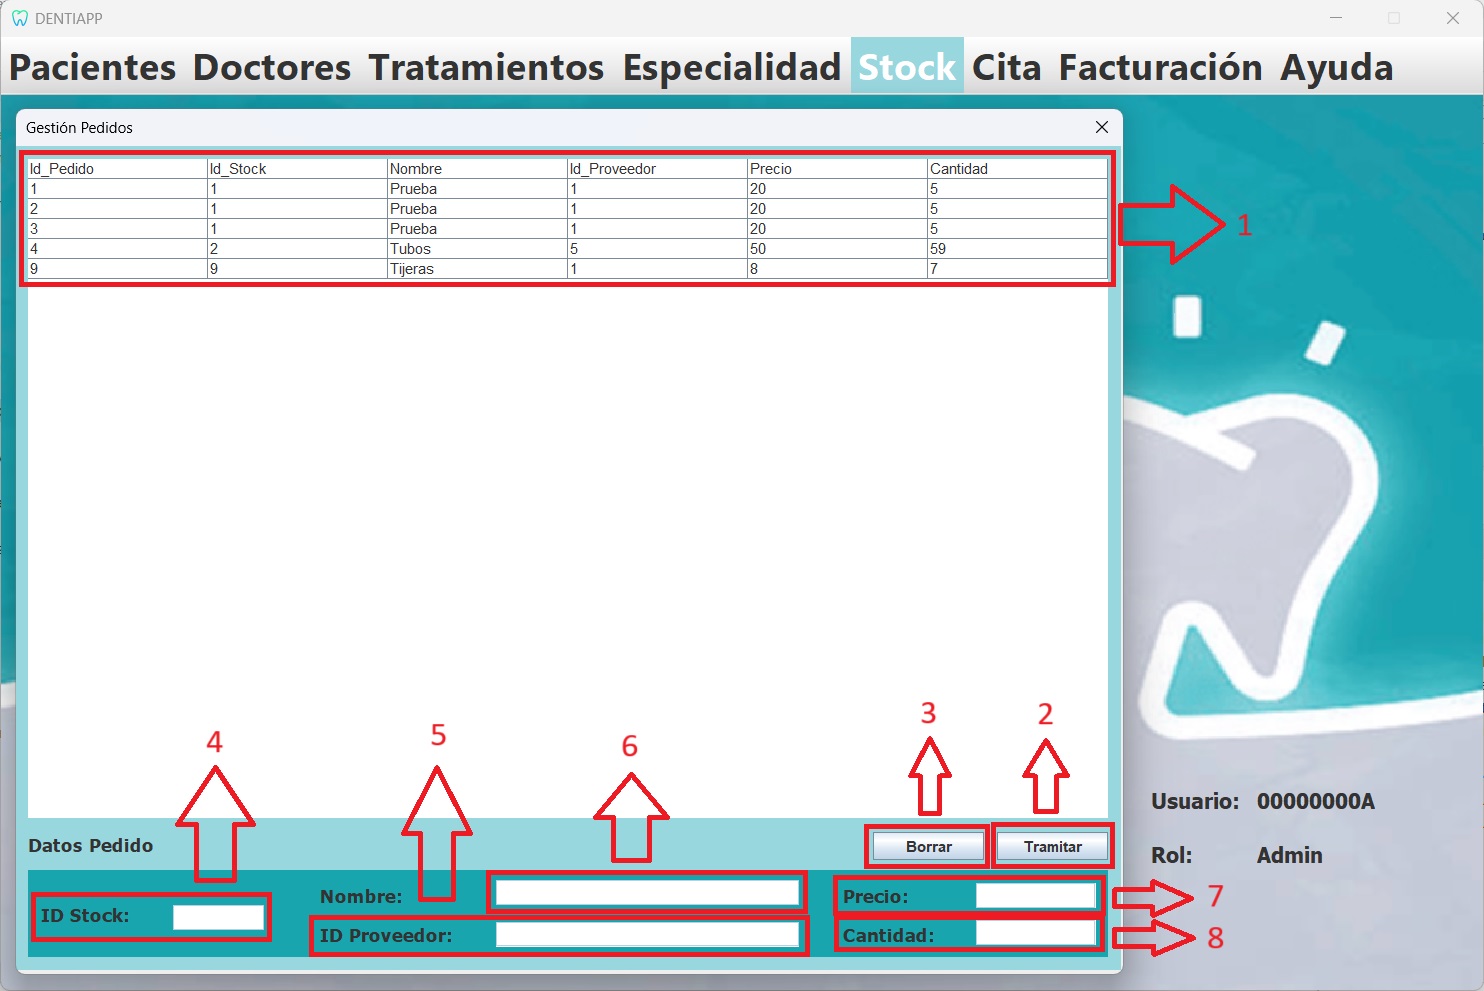 DENTIAPP
Pacientes Doctores Tratamientos Especialidad Stock Cita Facturación Ayuda
Gestión Pedidos
Id_Pedido Id_Stock Nombre Id_Proveedor Precio Cantidad
1 1 Prueba 1 20 5
2 1 Prueba 1 20 5
3 1 Prueba 1 20 5
4 2 Tubos 5 50 59
9 9 Tijeras 1 8 7
1
3 2
4 5 6
Usuario: 00000000A
Datos Pedido Borrar Tramitar
Rol: Admin
Nombre: Precio: 7
ID Stock:
ID Proveedor: Cantidad: 8